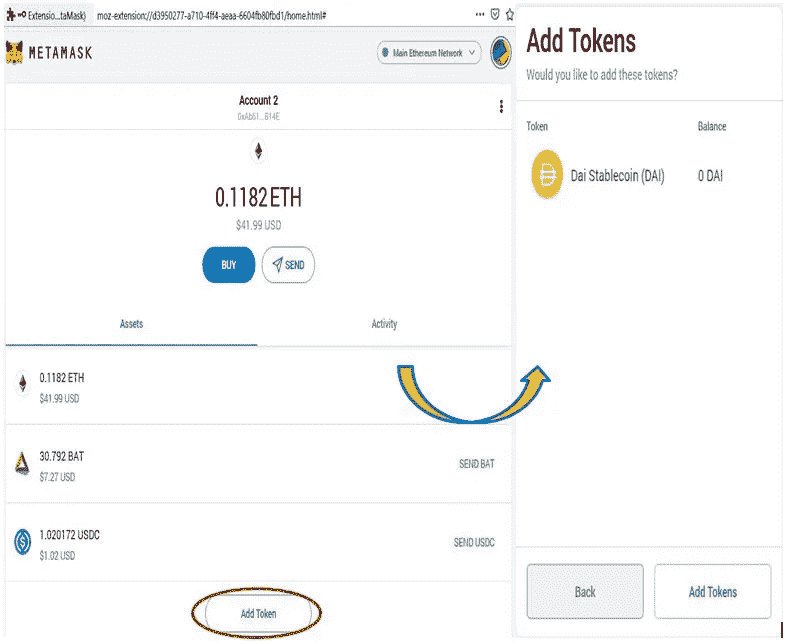 Extensio...taMask)
moz-extension://d3950277-a710-4ff4-aeaa-6604fb80fbd1/home.html#
METAMASK
Main Ethereum Network
Account 2
0xAb61...B14E
0.1182 ETH
$41.99 USD
BUY
SEND
Assets
Activity
0.1182 ETH
$41.99 USD
30.792 BAT
$7.27 USD
SEND BAT
1.020172 USDC
$1.02 USD
SEND USDC
Add Token
Add Tokens
Would you like to add these tokens?
Token
Balance
Dai Stablecoin (DAI)
0 DAI
Back
Add Tokens